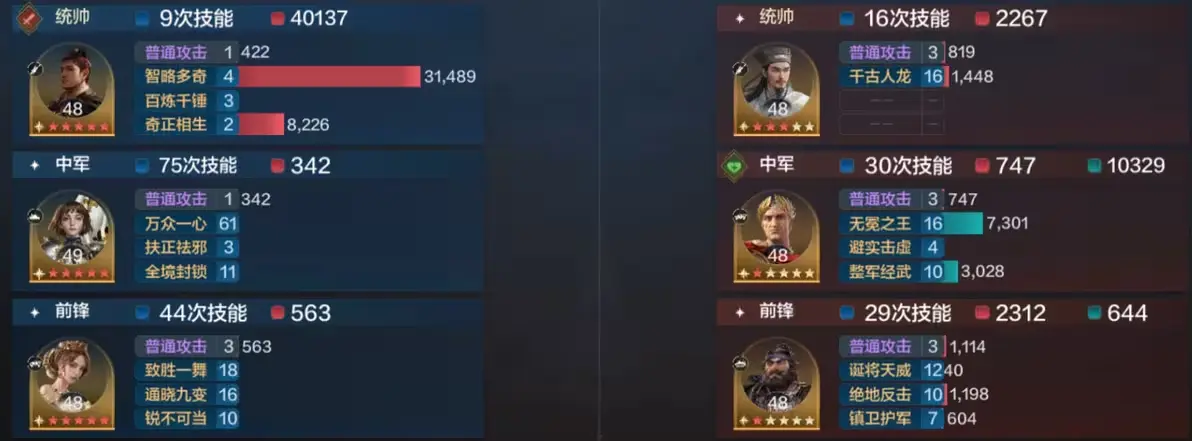 统帅 9次技能 40137
普通攻击 1 422
智略多奇 4 31,489
百炼千锤 3
奇正相生 2 8,226
48
中军 75次技能 342
普通攻击 1 342
万众一心 61
扶正祛邪 3
全境封锁 11
49
前锋 44次技能 563
普通攻击 3 563
致胜一舞 18
通晓九变 16
锐不可当 10
48
统帅 16次技能 2267
普通攻击 3 819
千古人龙 16 1,448
48
中军 30次技能 747 10329
普通攻击 3 747
无冕之王 16 7,301
避实击虚 4
整军经武 10 3,028
48
前锋 29次技能 2312 644
普通攻击 3 1,114
诞将天威 12 40
绝地反击 10 1,198
镇卫护军 7 604
48